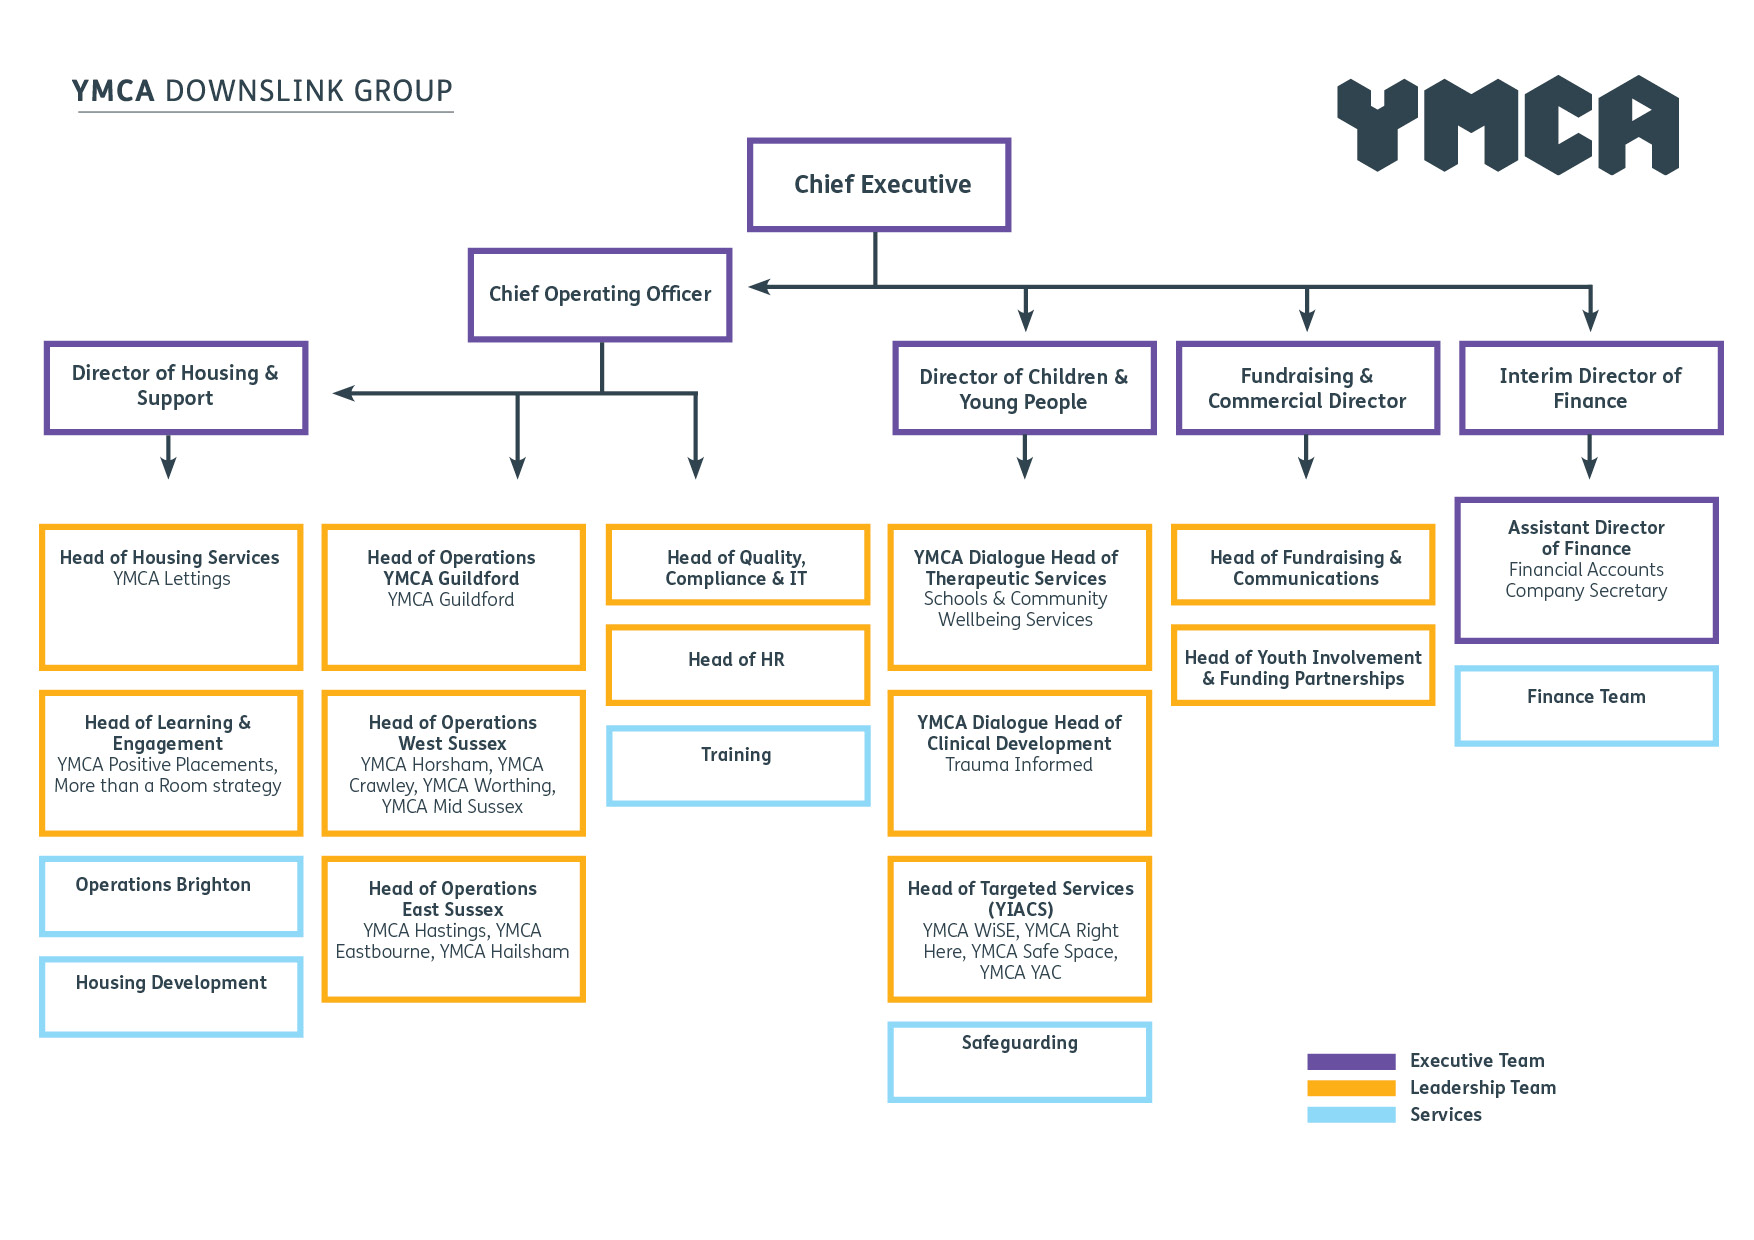 YMCA DOWNSLINK GROUP
YMCA
Chief Executive
Chief Operating Officer
Director of Housing &
Support
Director of Children &
Young People
Fundraising &
Commercial Director
Interim Director of
Finance
Head of Housing Services
YMCA Lettings
Head of Learning &
Engagement
YMCA Positive Placements,
More than a Room strategy
Operations Brighton
Housing Development
Head of Operations
YMCA Guildford
YMCA Guildford
Head of Operations
West Sussex
YMCA Horsham, YMCA
Crawley, YMCA Worthing,
YMCA Mid Sussex
Head of Operations
East Sussex
YMCA Hastings, YMCA
Eastbourne, YMCA Hailsham
Head of Quality,
Compliance & IT
Head of HR
Training
YMCA Dialogue Head of
Therapeutic Services
Schools & Community
Wellbeing Services
YMCA Dialogue Head of
Clinical Development
Trauma Informed
Head of Targeted Services
(YIACS)
YMCA WiSE, YMCA Right
Here, YMCA Safe Space,
YMCA YAC
Safeguarding
Head of Fundraising &
Communications
Head of Youth Involvement
& Funding Partnerships
Assistant Director
of Finance
Financial Accounts
Company Secretary
Finance Team
Executive Team
Leadership Team
Services